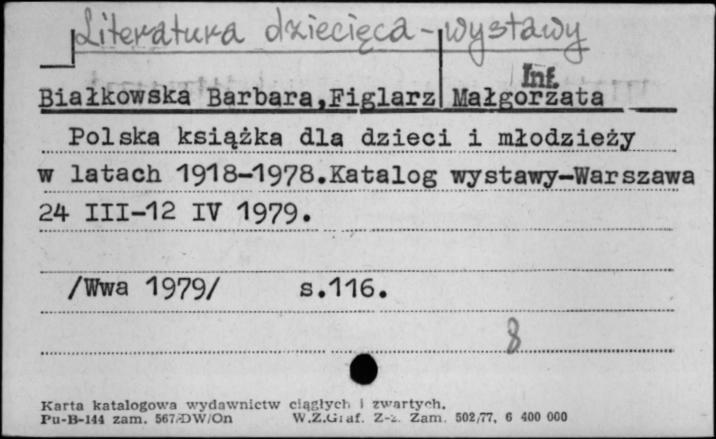 Literatura dziecięca - wystawy
Inf.
Białkowska Barbara, Figlarz Małgorzata
Polska książka dla dzieci i młodzieży
w latach 1918-1978. Katalog wystawy-Warszawa
24 III-12 IV 1979.
/Wwa 1979/ s.116.
8
Karta katalogowa wydawnictw ciągłych i zwartych.
Pu-B-144 zam. 567/DW/On W.Z.Graf. Z-z. Zam. 502/77, 6 400 000